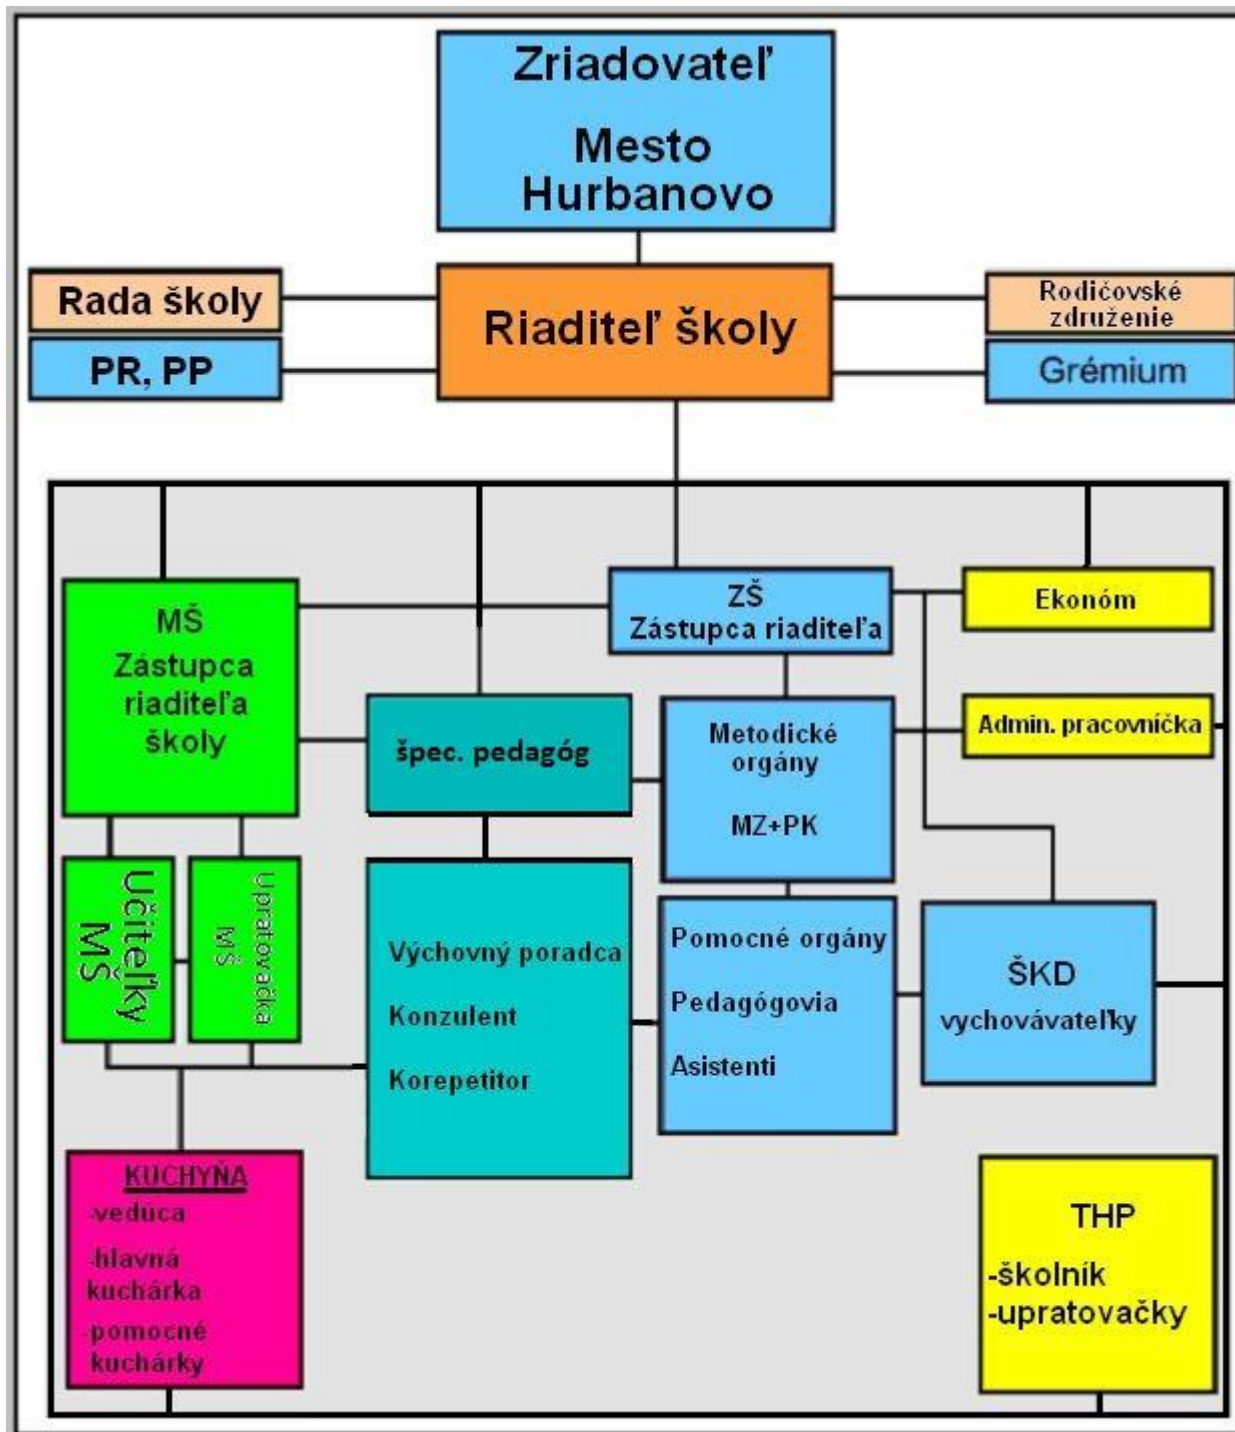 Zriadovateľ
Mesto
Hurbanovo
Rada školy
PR, PP
Riaditeľ školy
Rodičovské
združenie
Grémium
MŠ
Zástupca
riaditeľa
školy
ZŠ
Zástupca riaditeľa
Ekonóm
špec. pedagóg
Metodické
orgány
MZ+PK
Admin. pracovníčka
Učiteľky
MŠ
Upratovačka
MŠ
Výchovný poradca
Konzulent
Korepetitor
Pomocné orgány
Pedagógovia
Asistenti
ŠKD
vychovávateľky
KUCHYŇA
-vedúca
-hlavná
kuchárka
-pomocné
kuchárky
THP
-školník
-upratovačky